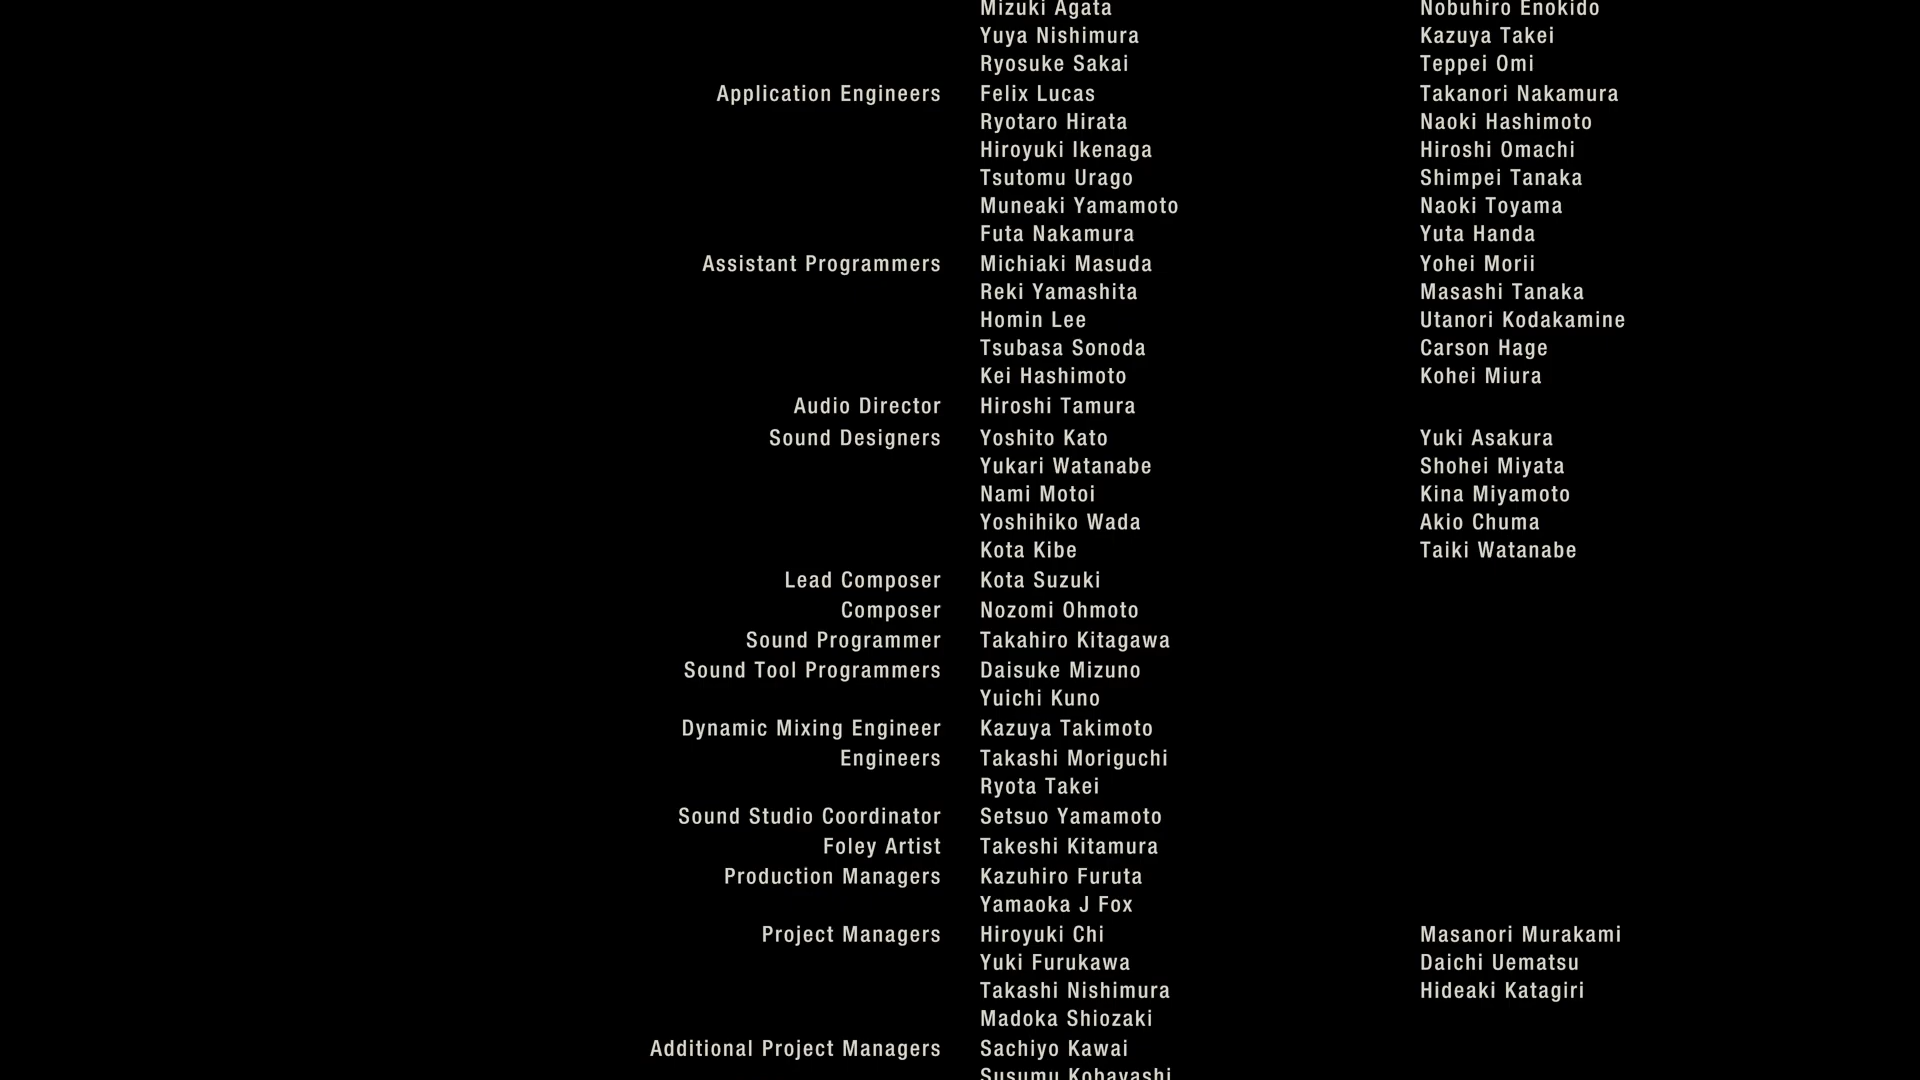 Mizuki Agata Nobuhiro Enokido
Yuya Nishimura Kazuya Takei
Ryosuke Sakai Teppei Omi
Application Engineers Felix Lucas Takanori Nakamura
Ryotaro Hirata Naoki Hashimoto
Hiroyuki Ikenaga Hiroshi Omachi
Tsutomu Urago Shimpei Tanaka
Muneaki Yamamoto Naoki Toyama
Futa Nakamura Yuta Handa
Assistant Programmers Michiaki Masuda Yohei Morii
Reki Yamashita Masashi Tanaka
Homin Lee Utanori Kodakamine
Tsubasa Sonoda Carson Hage
Kei Hashimoto Kohei Miura
Audio Director Hiroshi Tamura
Sound Designers Yoshito Kato Yuki Asakura
Yukari Watanabe Shohei Miyata
Nami Motoi Kina Miyamoto
Yoshihiko Wada Akio Chuma
Kota Kibe Taiki Watanabe
Lead Composer Kota Suzuki
Composer Nozomi Ohmoto
Sound Programmer Takahiro Kitagawa
Sound Tool Programmers Daisuke Mizuno
Yuichi Kuno
Dynamic Mixing Engineer Kazuya Takimoto
Engineers Takashi Moriguchi
Ryota Takei
Sound Studio Coordinator Setsuo Yamamoto
Foley Artist Takeshi Kitamura
Production Managers Kazuhiro Furuta
Yamaoka J Fox
Project Managers Hiroyuki Chi Masanori Murakami
Yuki Furukawa Daichi Uematsu
Takashi Nishimura Hideaki Katagiri
Madoka Shiozaki
Additional Project Managers Sachiyo Kawai
Susumu Kobayashi